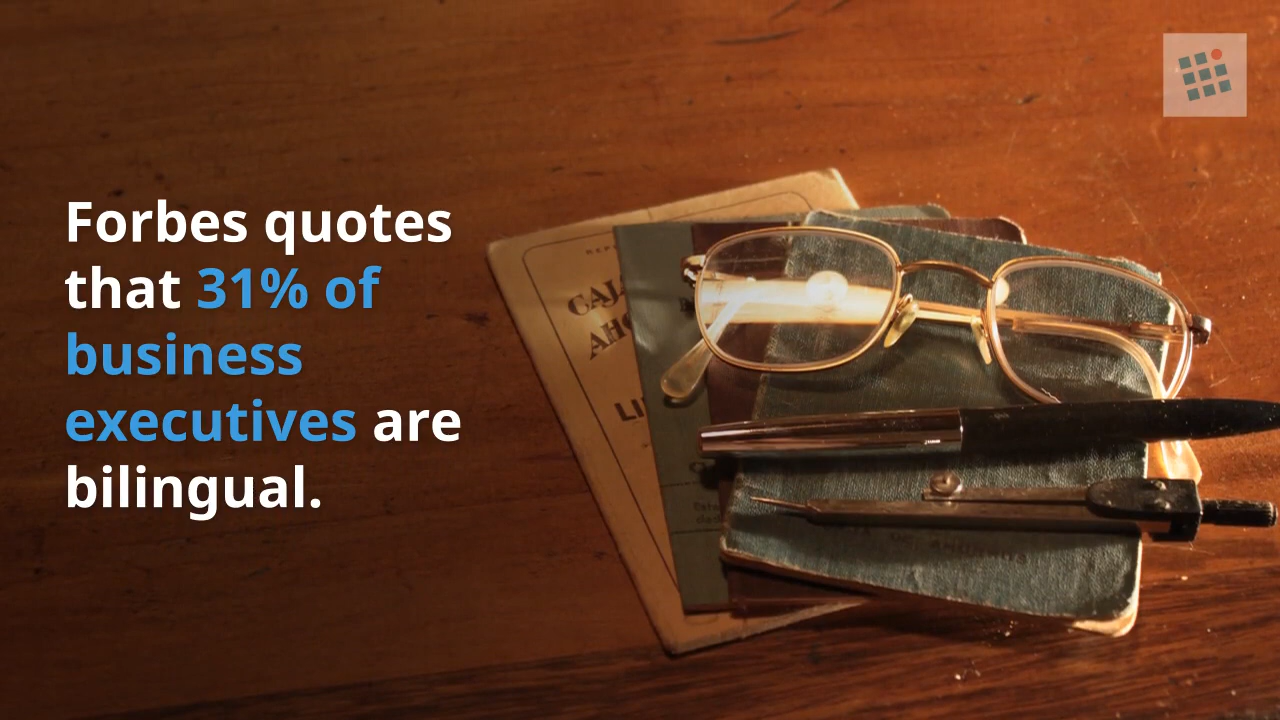 Forbes quotes
that 31% of
business
executives are
bilingual.